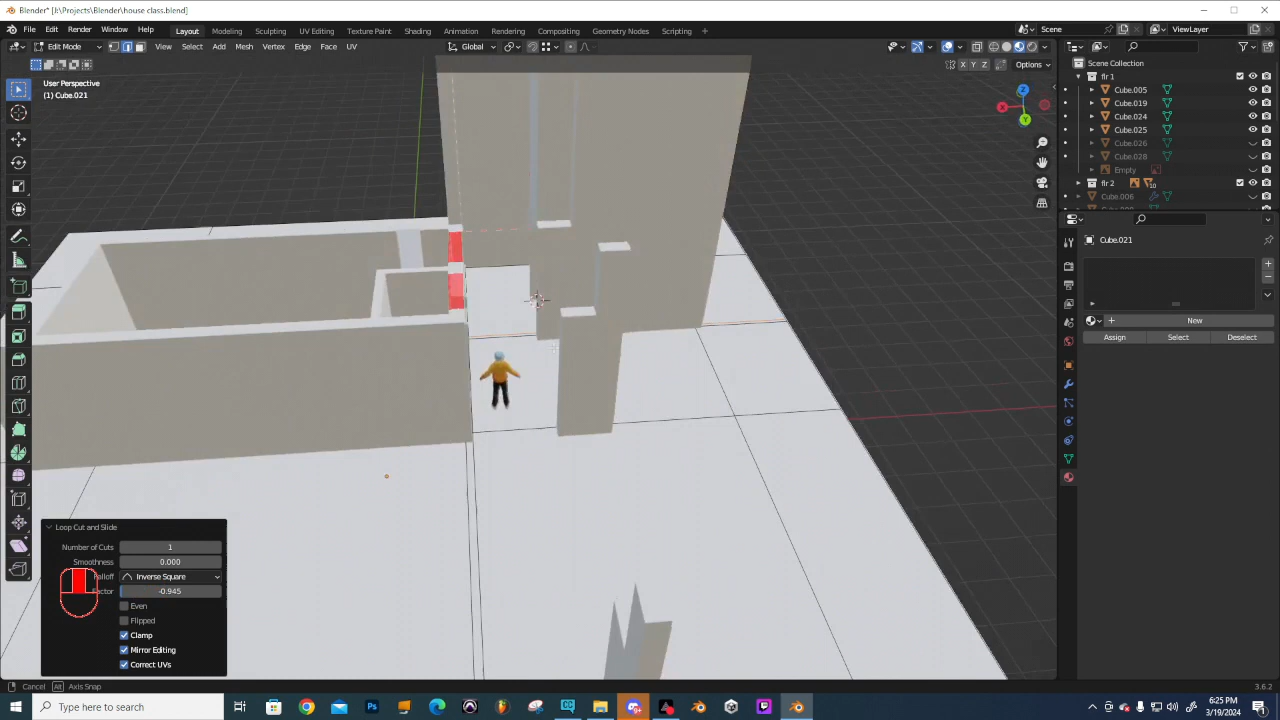 Blender* [J:\Projects\Blender\house class.blend]
File Edit Render Window Help Layout Modeling Sculpting UV Editing Texture Paint Shading Animation Rendering Compositing Geometry Nodes Scripting + Scene ViewLayer
Edit Mode View Select Add Mesh Vertex Edge Face UV Global
X Y Z Options
User Perspective
(1) Cube.021
Scene Collection
flr 1
Cube.005
Cube.019
Cube.024
Cube.025
Cube.026
Cube.028
Empty
flr 2 10
Cube.006
Z
X
Y
Cube.021
New
Assign Select Deselect
Loop Cut and Slide
Number of Cuts 1
Smoothness 0.000
Falloff Inverse Square
Factor -0.945
Even
Flipped
Clamp
Mirror Editing
Correct UVs
Cancel Alt Axis Snap 3.6.2
Type here to search
6:25 PM
3/19/2024